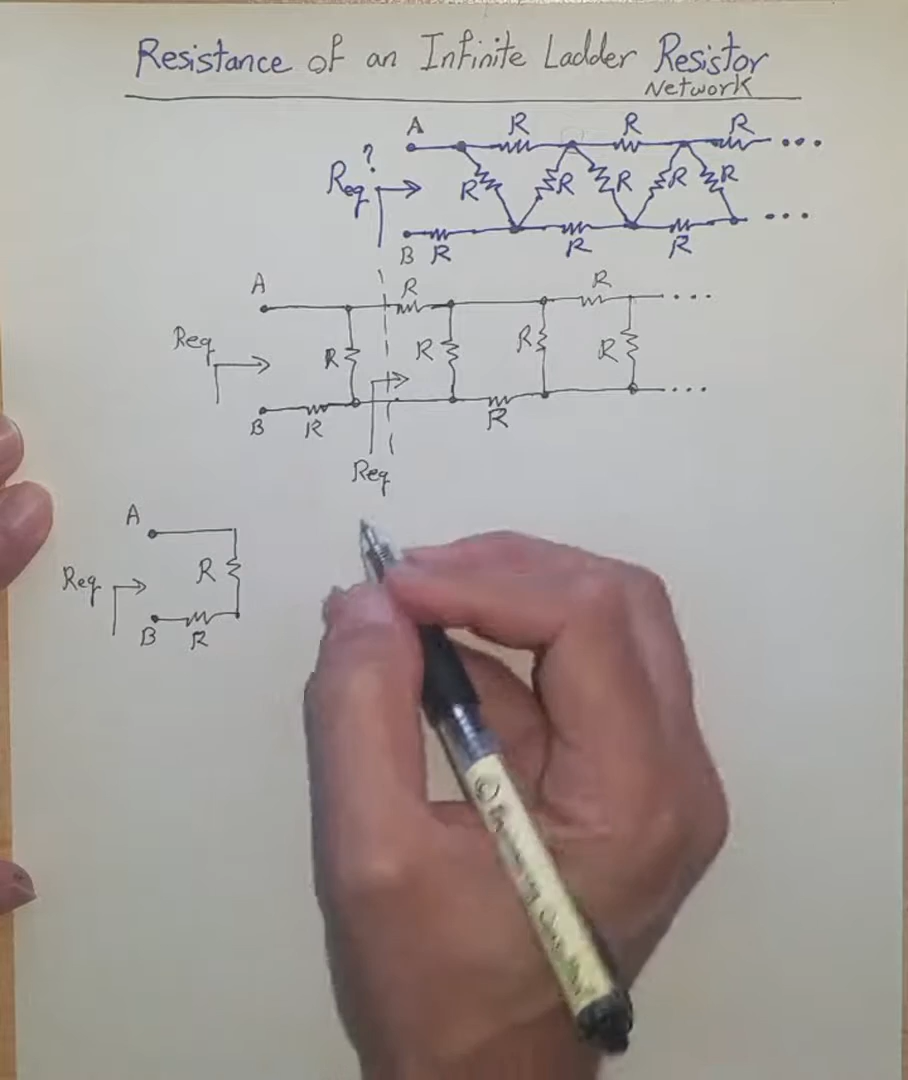 Resistance of an Infinite Ladder Resistor
Network
A R R R ...
?
Req R R R R R
B R R R ...
A R R ...
Req R R R R
B R R
Req
A
Req R
B R